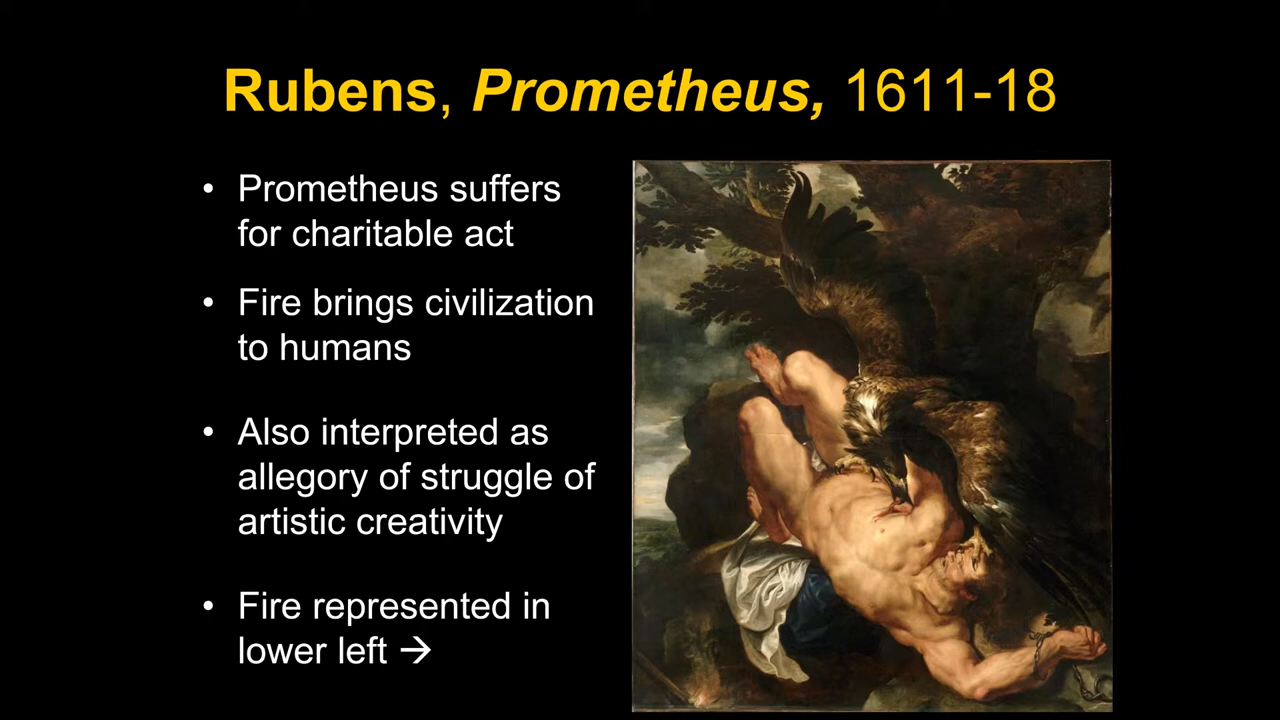 Rubens, Prometheus, 1611-18
• Prometheus suffers
for charitable act
• Fire brings civilization
to humans
• Also interpreted as
allegory of struggle of
artistic creativity
• Fire represented in
lower left →